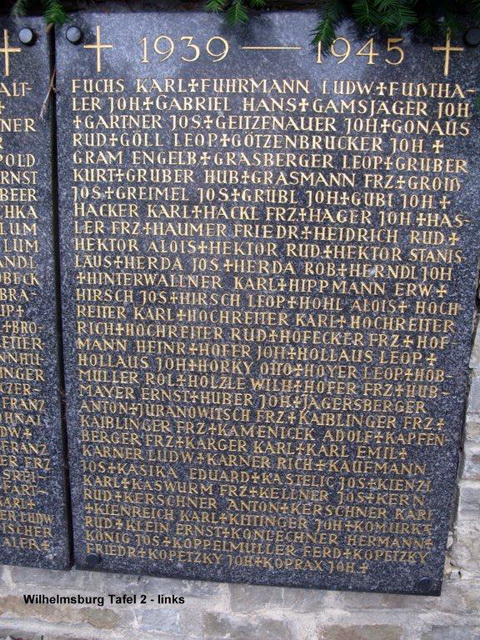 1939 — 1945
FUCHS KARL+FUHRMANN LUDW+FUẞTHA-
LER JOH+GABRIEL HANS+GAMSJÄGER JOH
+GARTNER JOS+GEITZENAUER JOH+GONAUS
RUD+GÖLL LEOP+GÖTZENBRUCKER JOH+
GRAM ENGELB+GRASBERGER LEOP+GRUBER
KURT+GRUBER HUB+GRASMANN FRZ+GROIß
JOS+GREIMEL JOS+GRÜBL JOH+GUBI JOH+
HACKER KARL+HACKL FRZ+HAGER JOH+HAS-
LER FRZ+HAUMER FRIEDR+HEIDRICH RUD+
HEKTOR ALOIS+HEKTOR RUD+HEKTOR STANIS
LAUS+HERDA JOS+HERDA ROB+HERNDL JOH
+HINTERWALLNER KARL+HIPPMANN ERW+
HIRSCH JOS+HIRSCH LEOP+HOHL ALOIS+HOCH
REITER KARL+HOCHREITER KARL+HOCHREITER
RICH+HOCHREITER RUD+HÖFECKER FRZ+HOF
MANN HEINR+HÖFER JOH+HOLLAUS LEOP+
HOLLAUS JOH+HORKY OTTO+HOYER LEOP+HÖB-
MÜLLER ROL+HÖLZLE WILH+HÖFER FRZ+HUB-
MAYER ERNST+HUBER JOH+JÄGERSBERGER
ANTON+JURANOWITSCH FRZ+KAIBLINGER FRZ+
KAIBLINGER FRZ+KAMENICEK ADOLF+KAPFEN-
BERGER FRZ+KARGER KARL+KARL EMIL+
KARNER LUDW+KARNER RICH+KAUFMANN
JOS+KASIKA EDUARD+KASTELIC JOS+KIENZL
KARL+KASWURM FRZ+KELLNER JOS+KERN
RUD+KERSCHNER ANTON+KERSCHNER KARL
+KIENREICH KARL+KITTINGER JOH+KOMURKA
RUD+KLEIN ERNST+KONLECHNER HERMANN+
KÖNIG JOS+KOPPELMÜLLER FERD+KOPETZKY
FRIEDR+KOPETZKY JOH+KOPRAX JOH+
Wilhelmsburg Tafel 2 - links